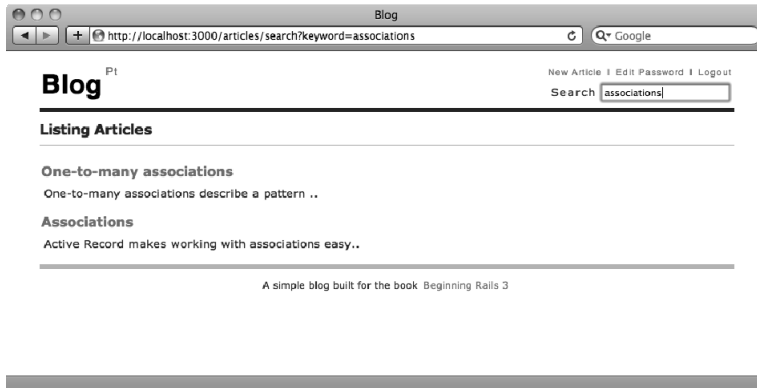 Blog
http://localhost:3000/articles/search?keyword=associations
Google
Blog Pt
New Article | Edit Password | Logout
Search associations
Listing Articles
One-to-many associations
One-to-many associations describe a pattern ..
Associations
Active Record makes working with associations easy..
A simple blog built for the book Beginning Rails 3